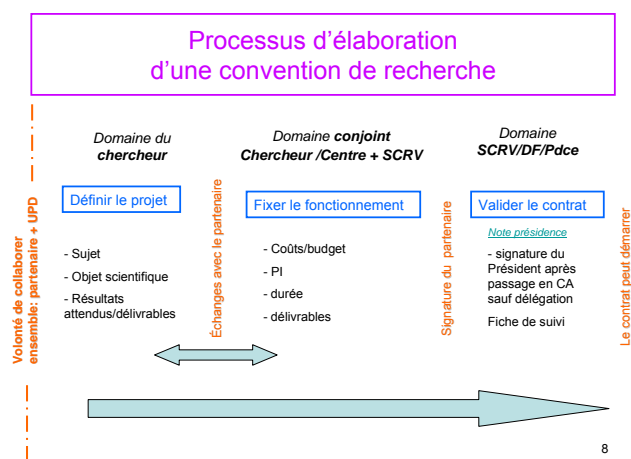 Processus d’élaboration
d’une convention de recherche
Volonté de collaborer
ensemble: partenaire + UPD
Domaine du
chercheur
Définir le projet
- Sujet
- Objet scientifique
- Résultats
attendus/délivrables
Échanges avec le partenaire
Domaine conjoint
Chercheur /Centre + SCRV
Fixer le fonctionnement
- Coûts/budget
- PI
- durée
- délivrables
Signature du partenaire
Domaine
SCRV/DF/Pdce
Valider le contrat
Note présidence
- signature du
Président après
passage en CA
sauf délégation
Fiche de suivi
Le contrat peut démarrer
8